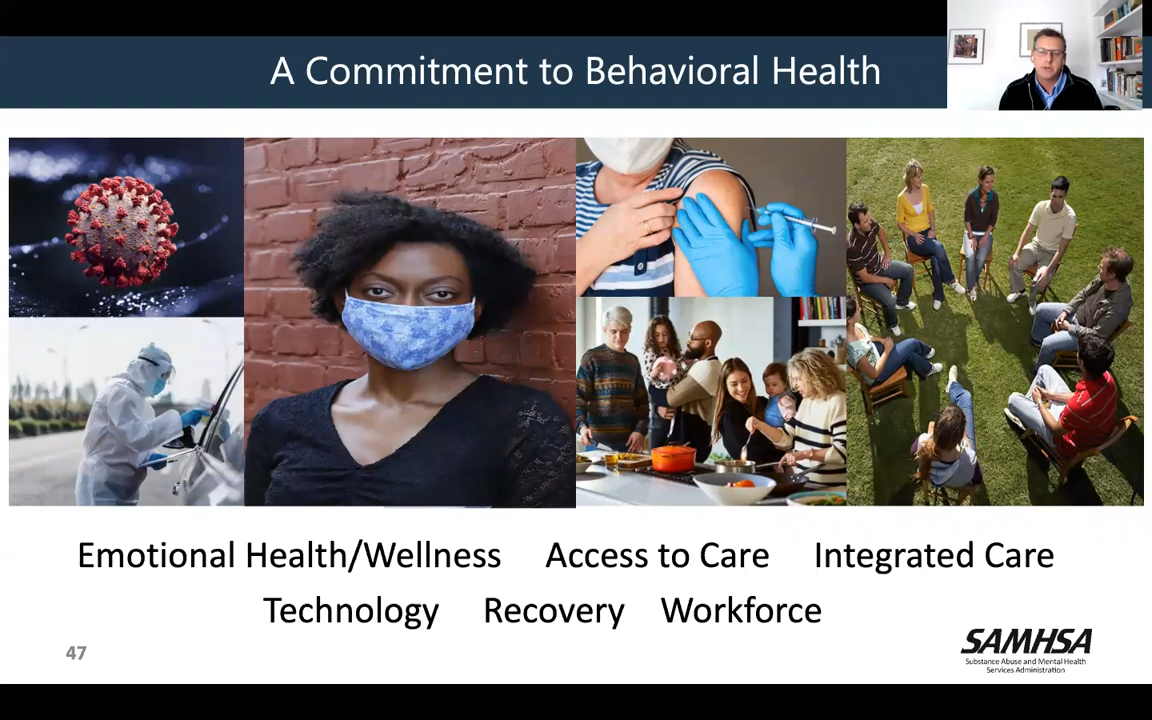 A Commitment to Behavioral Health
Emotional Health/Wellness Access to Care Integrated Care
Technology Recovery Workforce
47
SAMHSA
Substance Abuse and Mental Health
Services Administration